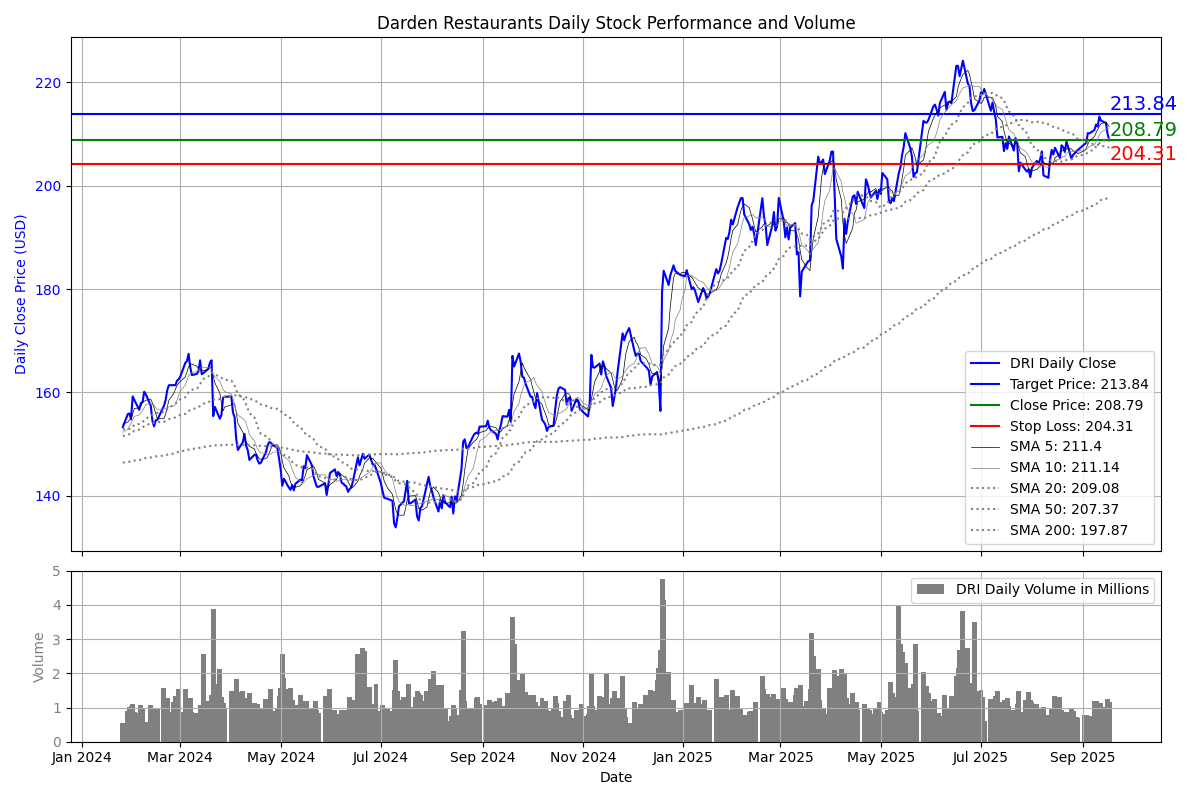 Darden Restaurants Daily Stock Performance and Volume
Daily Close Price (USD)
220
200
180
160
140
213.84
208.79
204.31
DRI Daily Close
Target Price: 213.84
Close Price: 208.79
Stop Loss: 204.31
SMA 5: 211.4
SMA 10: 211.14
SMA 20: 209.08
SMA 50: 207.37
SMA 200: 197.87
Volume
5
4
3
2
1
0
DRI Daily Volume in Millions
Jan 2024 Mar 2024 May 2024 Jul 2024 Sep 2024 Nov 2024 Jan 2025 Mar 2025 May 2025 Jul 2025 Sep 2025
Date